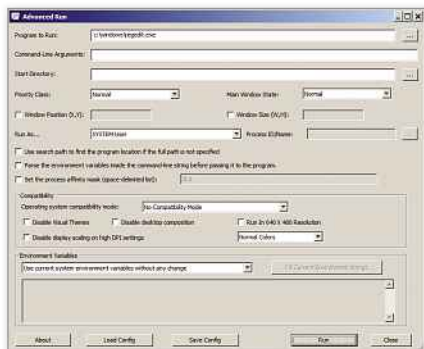 Advanced Run
Program to Run: c:\windows\regedit.exe ...
Command-Line Arguments:
Start Directory: ...
Priority Class: Normal Main Window State: Normal
Window Position (X,Y): Window Size (W,H):
Run As... SYSTEM User Process ID/Name: ...
Use search path to find the program location if the full path is not specified
Parse the environment variables inside the command-line string before passing it to the program.
Set the process affinity mask (space-delimited list):
Compatibility
Operating system compatibility mode: No Compatibility Mode
Disable Visual Themes Disable desktop composition Run In 640 X 480 Resolution
Disable display scaling on high DPI settings Normal Colors
Environment Variables
Use current system environment variables without any change
About Load Config Save Config Run Close